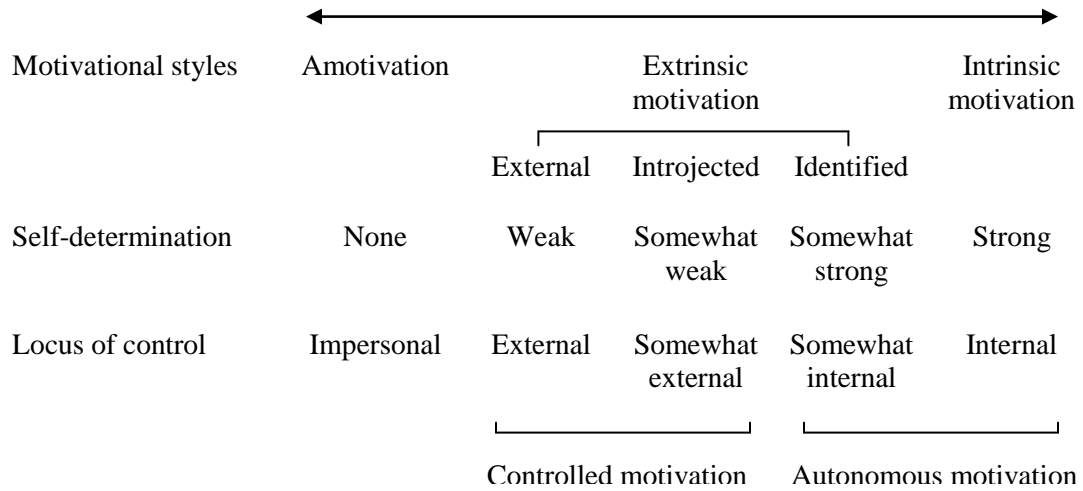 Motivational styles Amotivation Extrinsic Intrinsic
motivation motivation
External Introjected Identified
Self-determination None Weak Somewhat Somewhat Strong
weak strong
Locus of control Impersonal External Somewhat Somewhat Internal
external internal
Controlled motivation Autonomous motivation